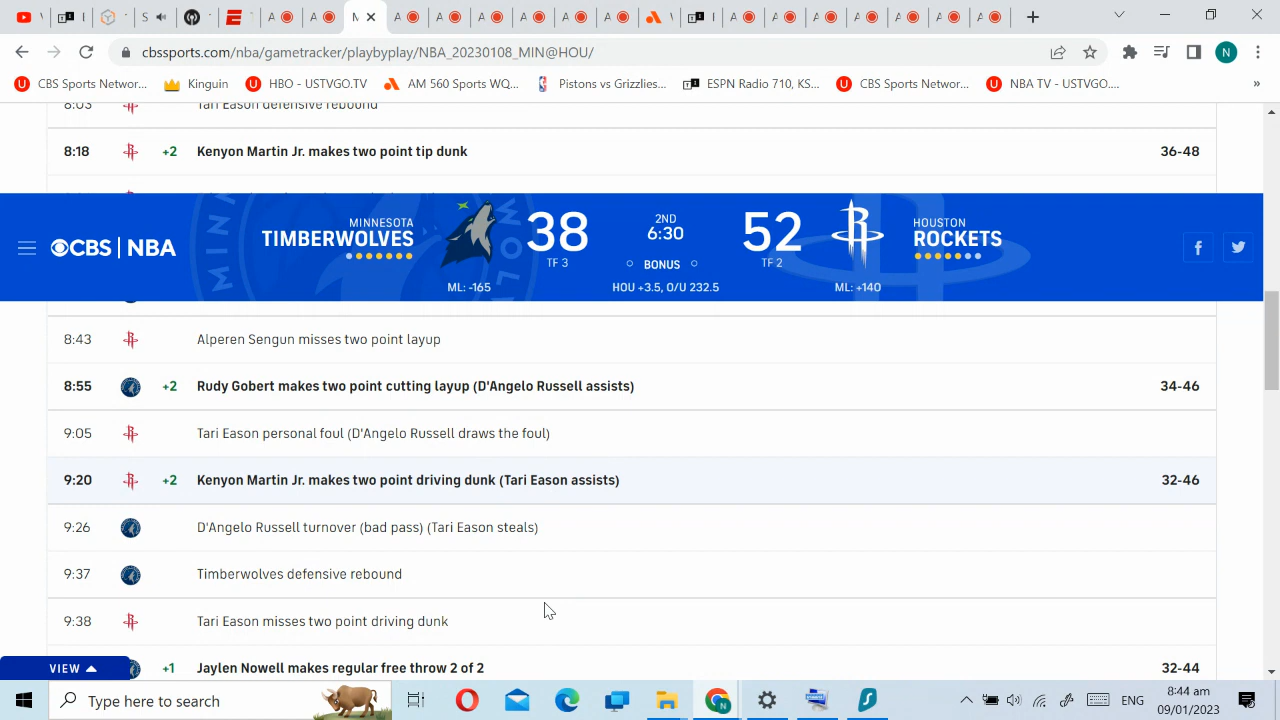 cbssports.com/nba/gametracker/playbyplay/NBA_20230108_MIN@HOU/ N
CBS Sports Networ... Kinguin HBO - USTVGO.TV AM 560 Sports WQ... Pistons vs Grizzlies... ESPN Radio 710, KS... CBS Sports Networ... NBA TV - USTVGO.... »
8:03 Tari Eason defensive rebound
8:18 +2 Kenyon Martin Jr. makes two point tip dunk 36-48
CBS | NBA
MINNESOTA
TIMBERWOLVES
38
TF 3
ML: -165
2ND
6:30
BONUS
HOU +3.5, O/U 232.5
52
TF 2
ML: +140
HOUSTON
ROCKETS
8:43 Alperen Sengun misses two point layup
8:55 +2 Rudy Gobert makes two point cutting layup (D'Angelo Russell assists) 34-46
9:05 Tari Eason personal foul (D'Angelo Russell draws the foul)
9:20 +2 Kenyon Martin Jr. makes two point driving dunk (Tari Eason assists) 32-46
9:26 D'Angelo Russell turnover (bad pass) (Tari Eason steals)
9:37 Timberwolves defensive rebound
9:38 Tari Eason misses two point driving dunk
VIEW +1 Jaylen Nowell makes regular free throw 2 of 2 32-44
Type here to search ENG 8:44 am
09/01/2023